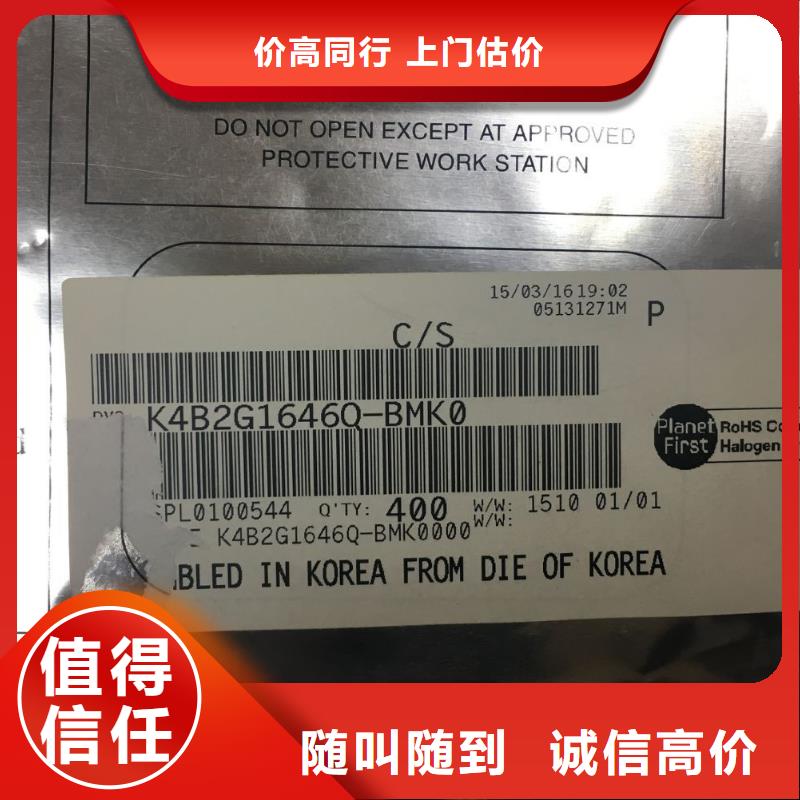 价高同行 上门估价
DO NOT OPEN EXCEPT AT APPROVED
PROTECTIVE WORK STATION
15/03/16 19:02
05131271M
P
C/S
K4B2G1646Q-BMK0
Planet First
RoHS
Halogen
PL0100544 Q'TY: 400 W/W: 1510 01/01
W/W:
K4B2G1646Q-BMK0000
BLED IN KOREA FROM DIE OF KOREA
值得
信任
随叫随到 诚信高价